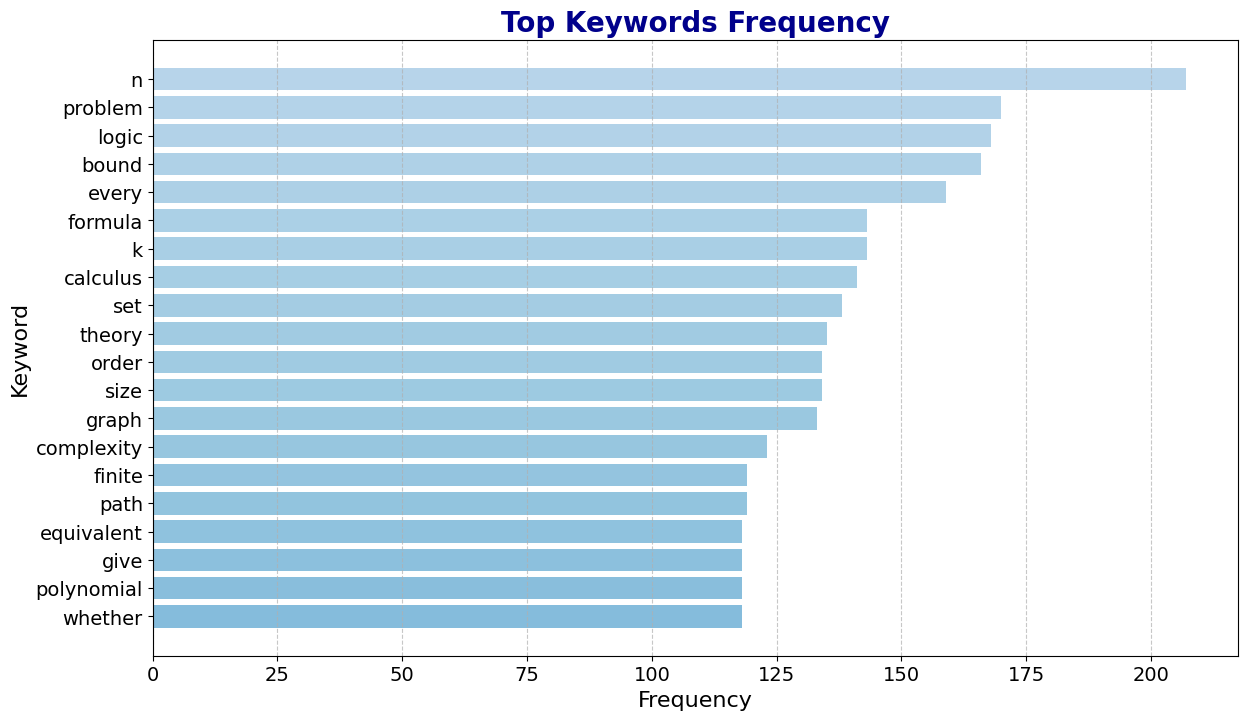 Top Keywords Frequency
n
problem
logic
bound
every
formula
k
calculus
set
theory
order
size
graph
complexity
finite
path
equivalent
give
polynomial
whether
Keyword
0 25 50 75 100 125 150 175 200
Frequency